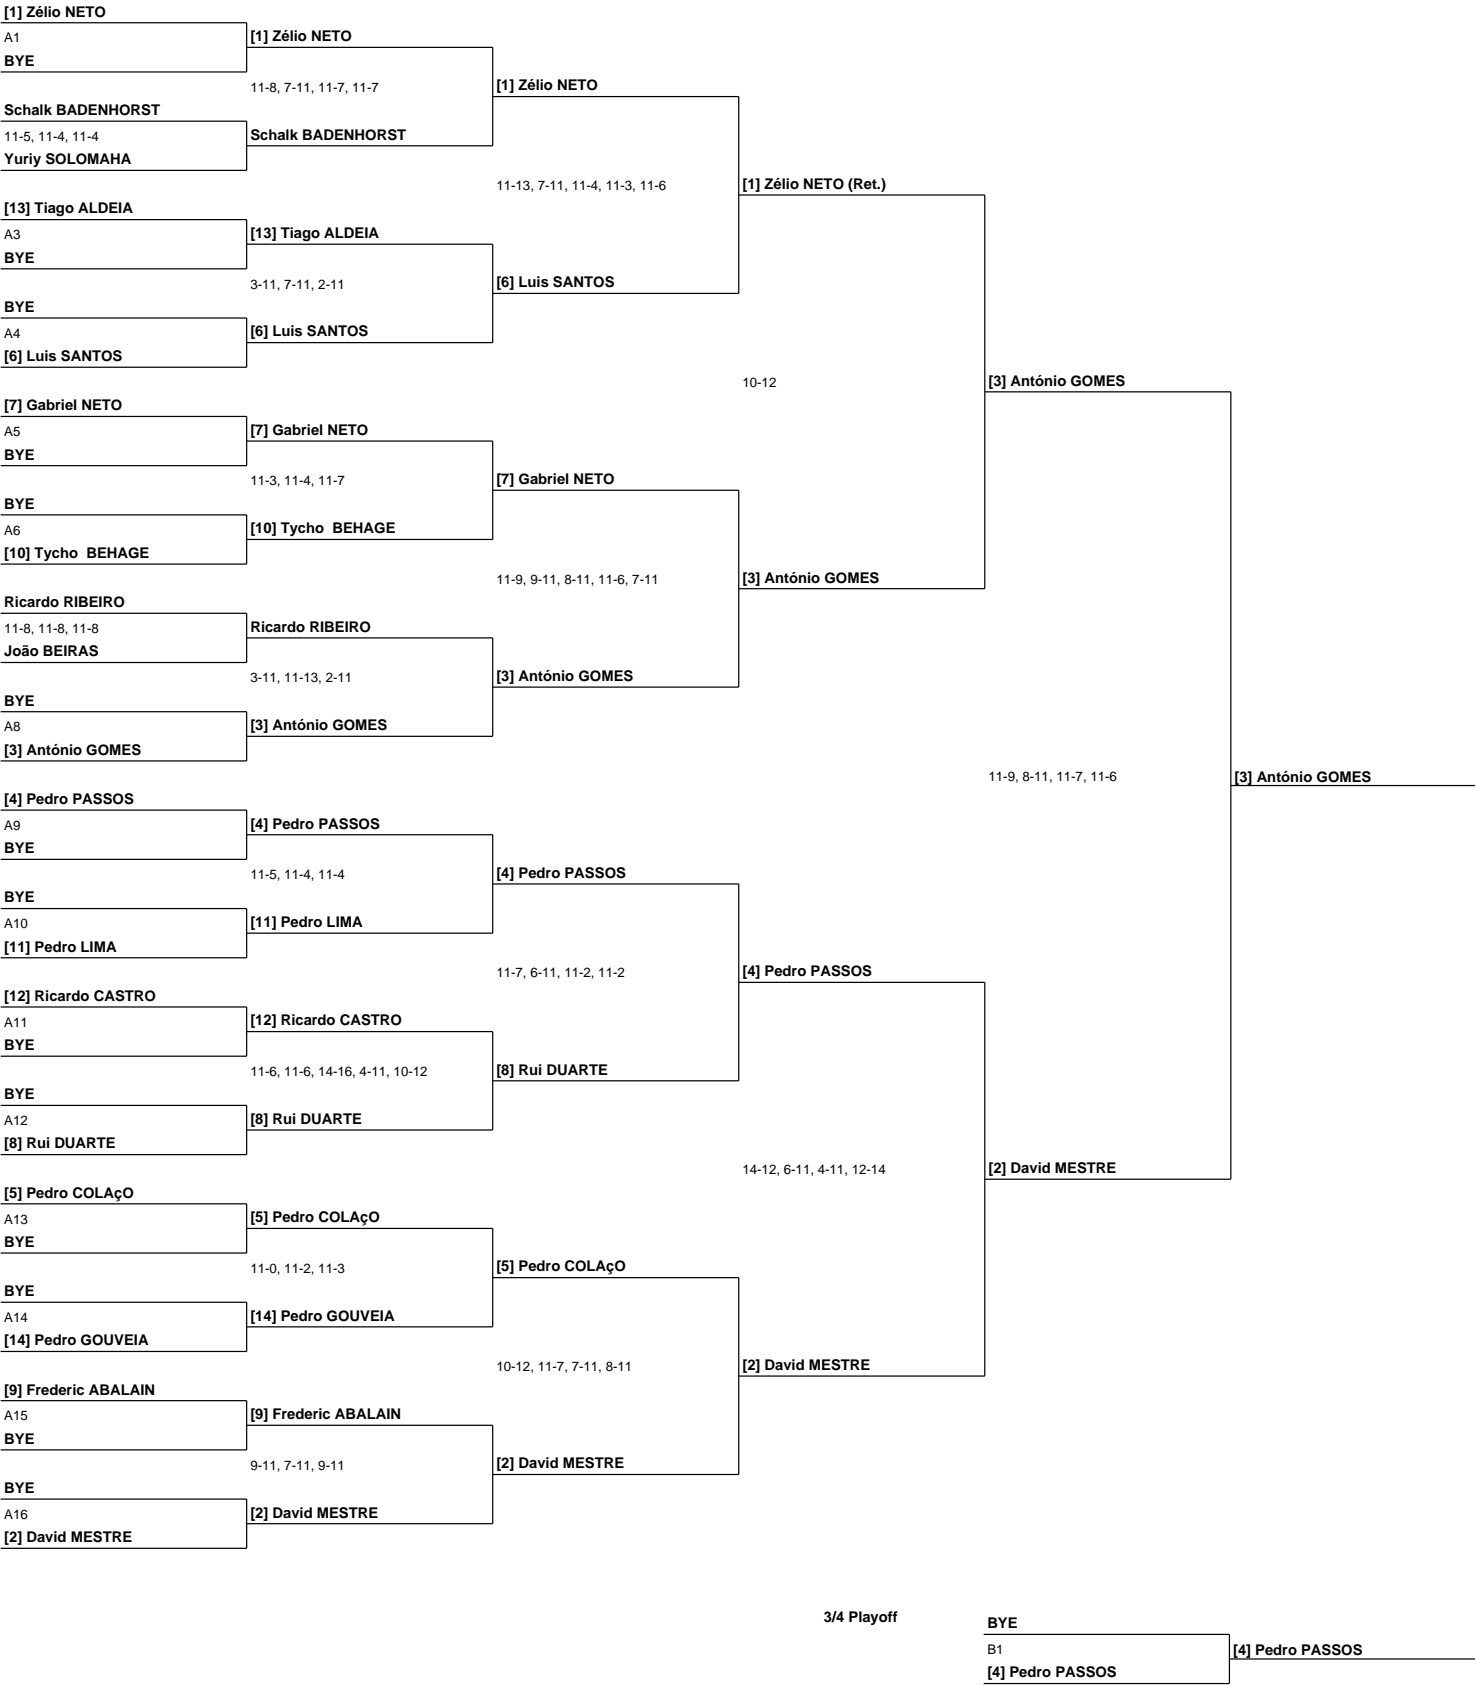 [1] Zélio NETO
A1
BYE
Schalk BADENHORST
11-5, 11-4, 11-4
Yuriy SOLOMAHA
[13] Tiago ALDEIA
A3
BYE
BYE
A4
[6] Luis SANTOS
[7] Gabriel NETO
A5
BYE
BYE
A6
[10] Tycho  BEHAGE
Ricardo RIBEIRO
11-8, 11-8, 11-8
João BEIRAS
BYE
A8
[3] António GOMES
[4] Pedro PASSOS
A9
BYE
BYE
A10
[11] Pedro LIMA
[12] Ricardo CASTRO
A11
BYE
BYE
A12
[8] Rui DUARTE
[5] Pedro COLAçO
A13
BYE
BYE
A14
[14] Pedro GOUVEIA
[9] Frederic ABALAIN
A15
BYE
BYE
A16
[2] David MESTRE
[1] Zélio NETO
11-8, 7-11, 11-7, 11-7
Schalk BADENHORST
[13] Tiago ALDEIA
3-11, 7-11, 2-11
[6] Luis SANTOS
[7] Gabriel NETO
11-3, 11-4, 11-7
[10] Tycho  BEHAGE
Ricardo RIBEIRO
3-11, 11-13, 2-11
[3] António GOMES
[4] Pedro PASSOS
11-5, 11-4, 11-4
[11] Pedro LIMA
[12] Ricardo CASTRO
11-6, 11-6, 14-16, 4-11, 10-12
[8] Rui DUARTE
[5] Pedro COLAçO
11-0, 11-2, 11-3
[14] Pedro GOUVEIA
[9] Frederic ABALAIN
9-11, 7-11, 9-11
[2] David MESTRE
[1] Zélio NETO
11-13, 7-11, 11-4, 11-3, 11-6
[6] Luis SANTOS
[7] Gabriel NETO
11-9, 9-11, 8-11, 11-6, 7-11
[3] António GOMES
[4] Pedro PASSOS
11-7, 6-11, 11-2, 11-2
[8] Rui DUARTE
[5] Pedro COLAçO
10-12, 11-7, 7-11, 8-11
[2] David MESTRE
[1] Zélio NETO (Ret.)
10-12
[3] António GOMES
[4] Pedro PASSOS
14-12, 6-11, 4-11, 12-14
[2] David MESTRE
[3] António GOMES
11-9, 8-11, 11-7, 11-6
[2] David MESTRE
[3] António GOMES
3/4 Playoff
BYE
B1
[4] Pedro PASSOS
[4] Pedro PASSOS